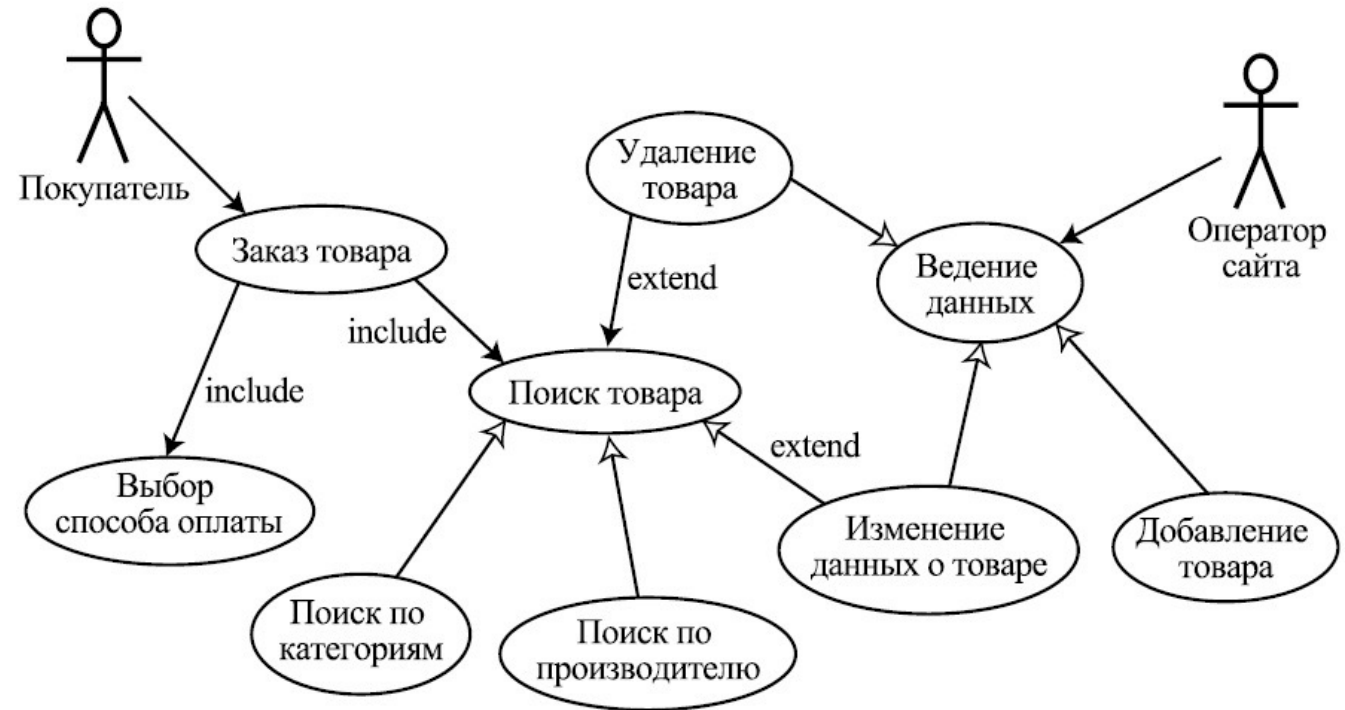 Покупатель
Удаление
товара
Оператор
сайта
Заказ товара
Ведение
данных
extend
include
include
Поиск товара
extend
Выбор
способа оплаты
Изменение
данных о товаре
Добавление
товара
Поиск по
категориям
Поиск по
производителю